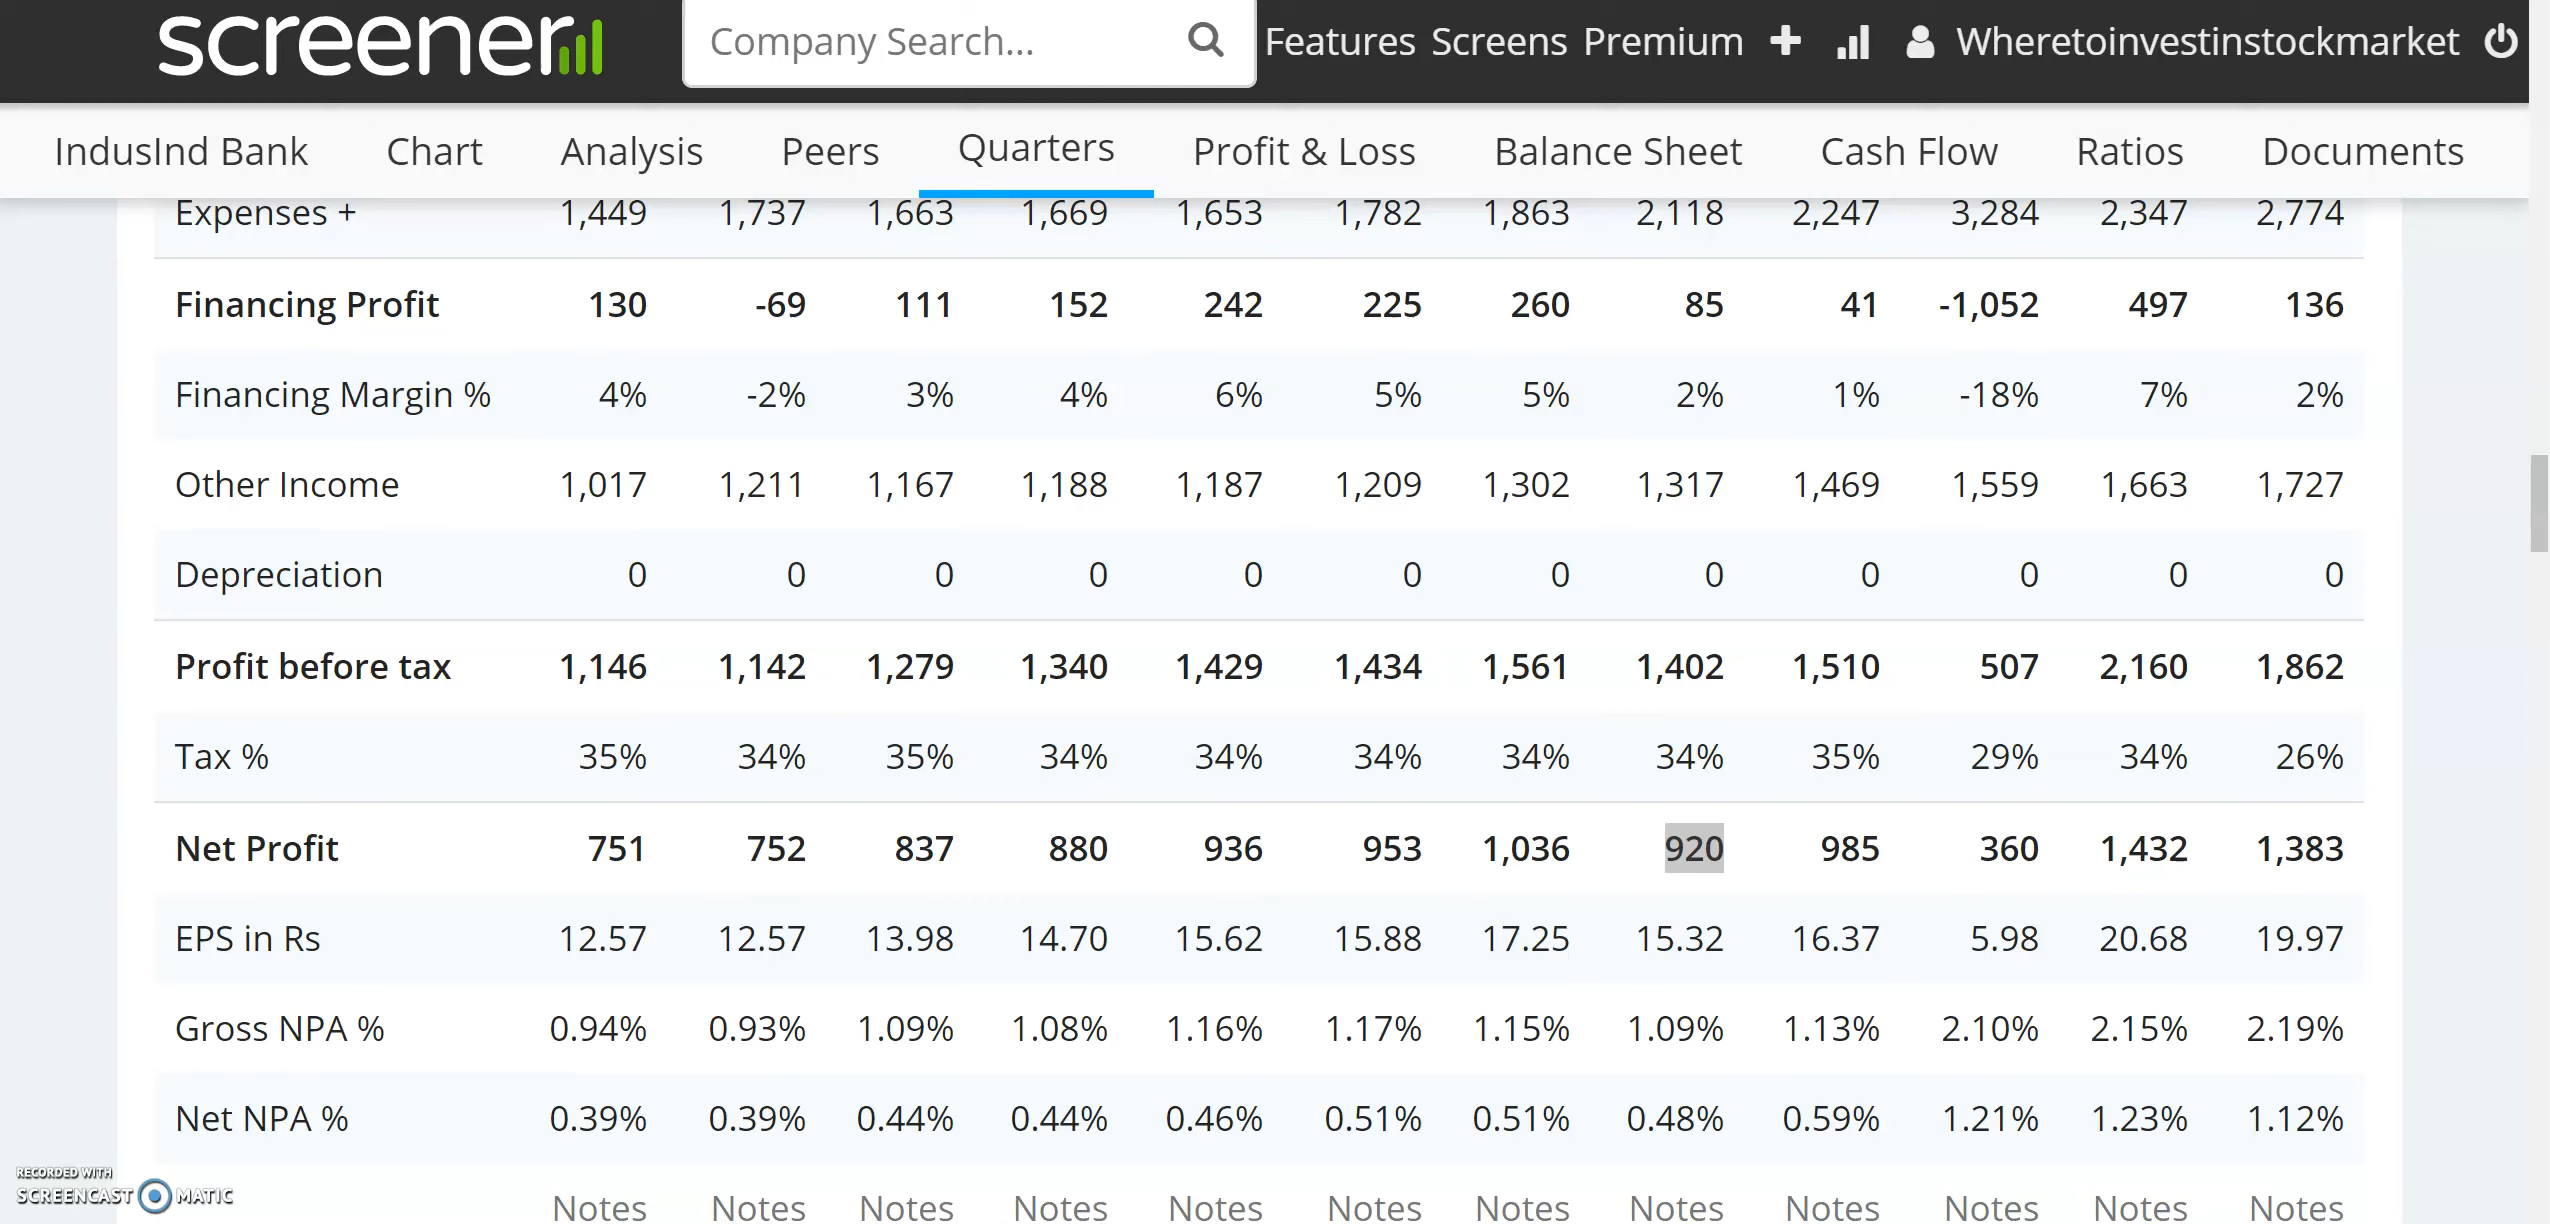 screener
Company Search...
Features Screens Premium Wheretoinvestinstockmarket
IndusInd Bank Chart Analysis Peers Quarters Profit & Loss Balance Sheet Cash Flow Ratios Documents
Expenses + 1,449 1,737 1,663 1,669 1,653 1,782 1,863 2,118 2,247 3,284 2,347 2,774
Financing Profit 130 -69 111 152 242 225 260 85 41 -1,052 497 136
Financing Margin % 4% -2% 3% 4% 6% 5% 5% 2% 1% -18% 7% 2%
Other Income 1,017 1,211 1,167 1,188 1,187 1,209 1,302 1,317 1,469 1,559 1,663 1,727
Depreciation 0 0 0 0 0 0 0 0 0 0 0 0
Profit before tax 1,146 1,142 1,279 1,340 1,429 1,434 1,561 1,402 1,510 507 2,160 1,862
Tax % 35% 34% 35% 34% 34% 34% 34% 34% 35% 29% 34% 26%
Net Profit 751 752 837 880 936 953 1,036 920 985 360 1,432 1,383
EPS in Rs 12.57 12.57 13.98 14.70 15.62 15.88 17.25 15.32 16.37 5.98 20.68 19.97
Gross NPA % 0.94% 0.93% 1.09% 1.08% 1.16% 1.17% 1.15% 1.09% 1.13% 2.10% 2.15% 2.19%
Net NPA % 0.39% 0.39% 0.44% 0.44% 0.46% 0.51% 0.51% 0.48% 0.59% 1.21% 1.23% 1.12%
Notes Notes Notes Notes Notes Notes Notes Notes Notes Notes Notes Notes
RECORDED WITH
SCREENCAST MATIC